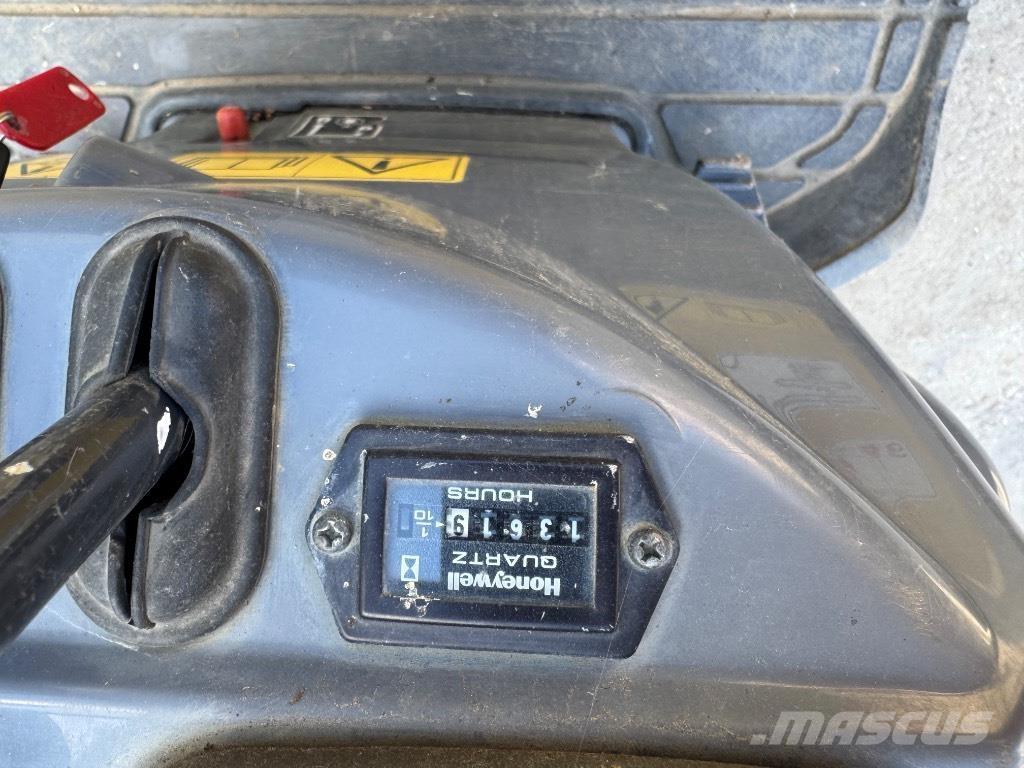 Honeywell
QUARTZ
1 3 6 1 9
1/10
HOURS
MASCUS